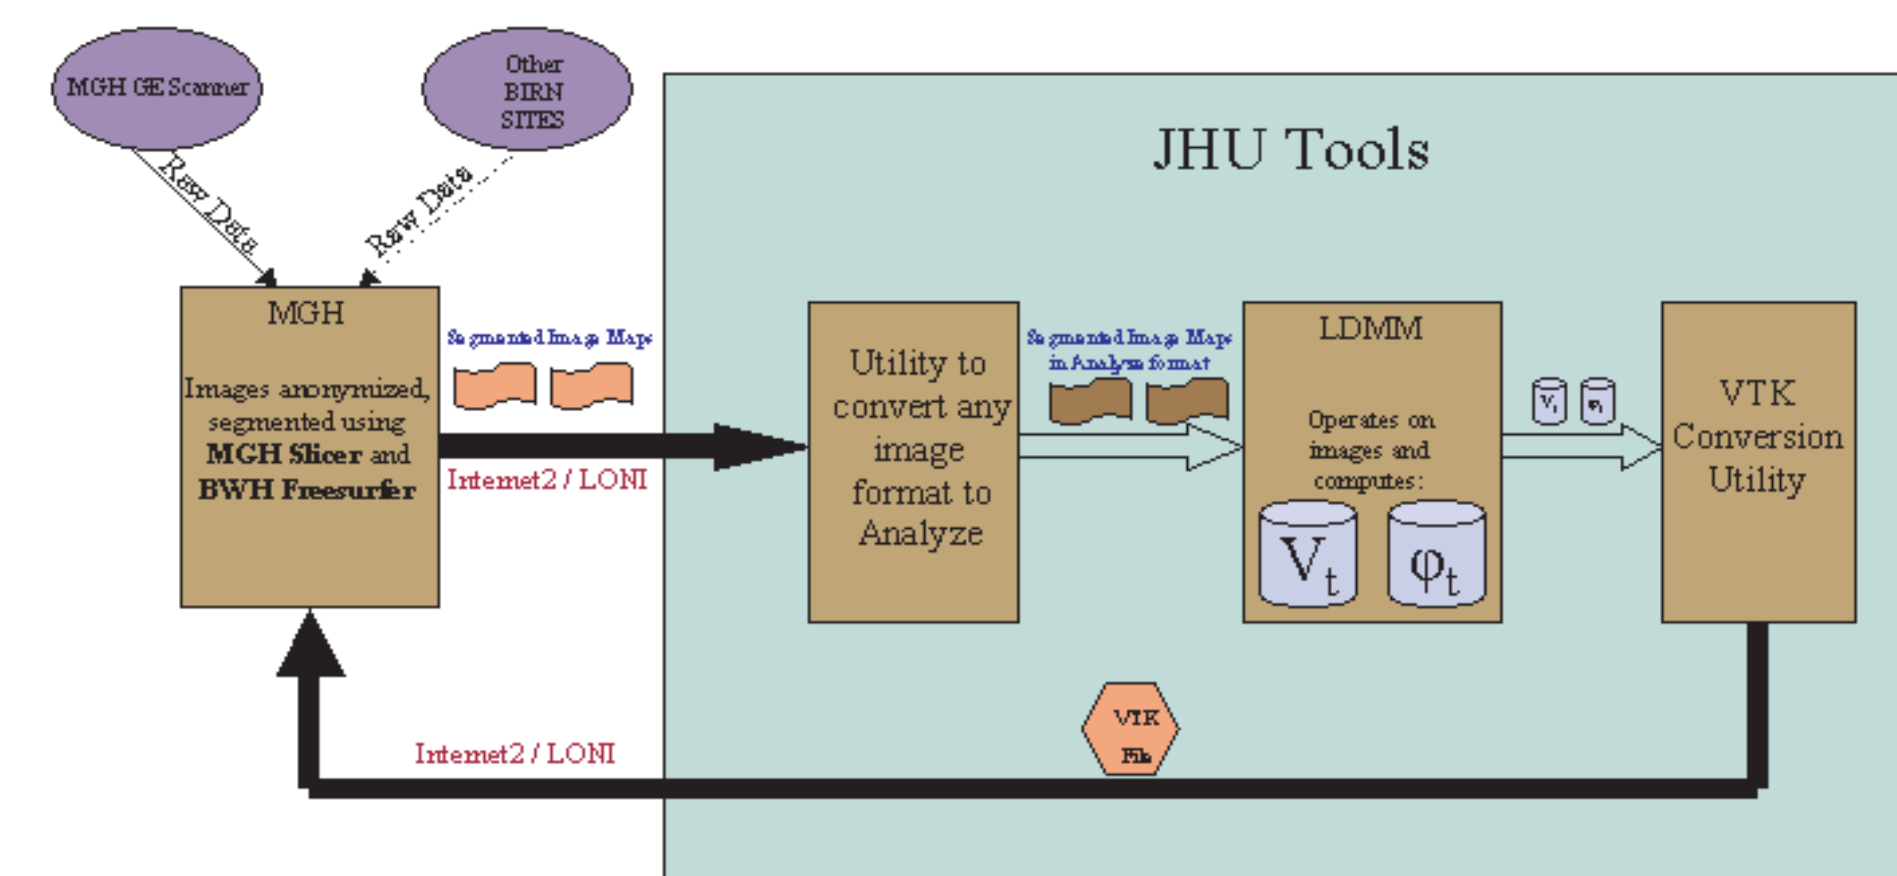 MGH GE Scanner
Other
BIRN
SITES
JHU Tools
Raw Data
Raw Data
MGH
Images anonymized,
segmented using
MGH Slicer and
BWH Freesurfer
Segmented Image Maps
Internet2 / LONI
Utility to
convert any
image
format to
Analyze
Segmented Image Maps
in Analyze format
LDMM
Operates on
images and
computes:
Vt
φt
Vt
φt
VTK
Conversion
Utility
VTK
File
Internet2 / LONI